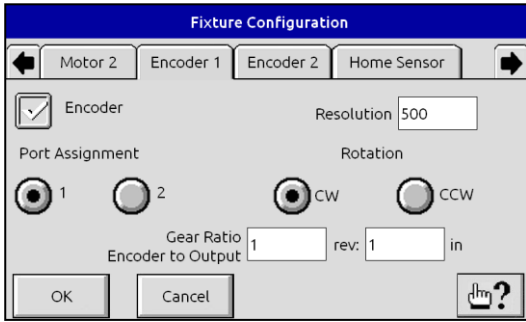 Fixture Configuration
Motor 2 Encoder 1 Encoder 2 Home Sensor
Encoder
Resolution 500
Port Assignment Rotation
1 2 CW CCW
Gear Ratio
Encoder to Output 1 rev: 1 in
OK Cancel ?